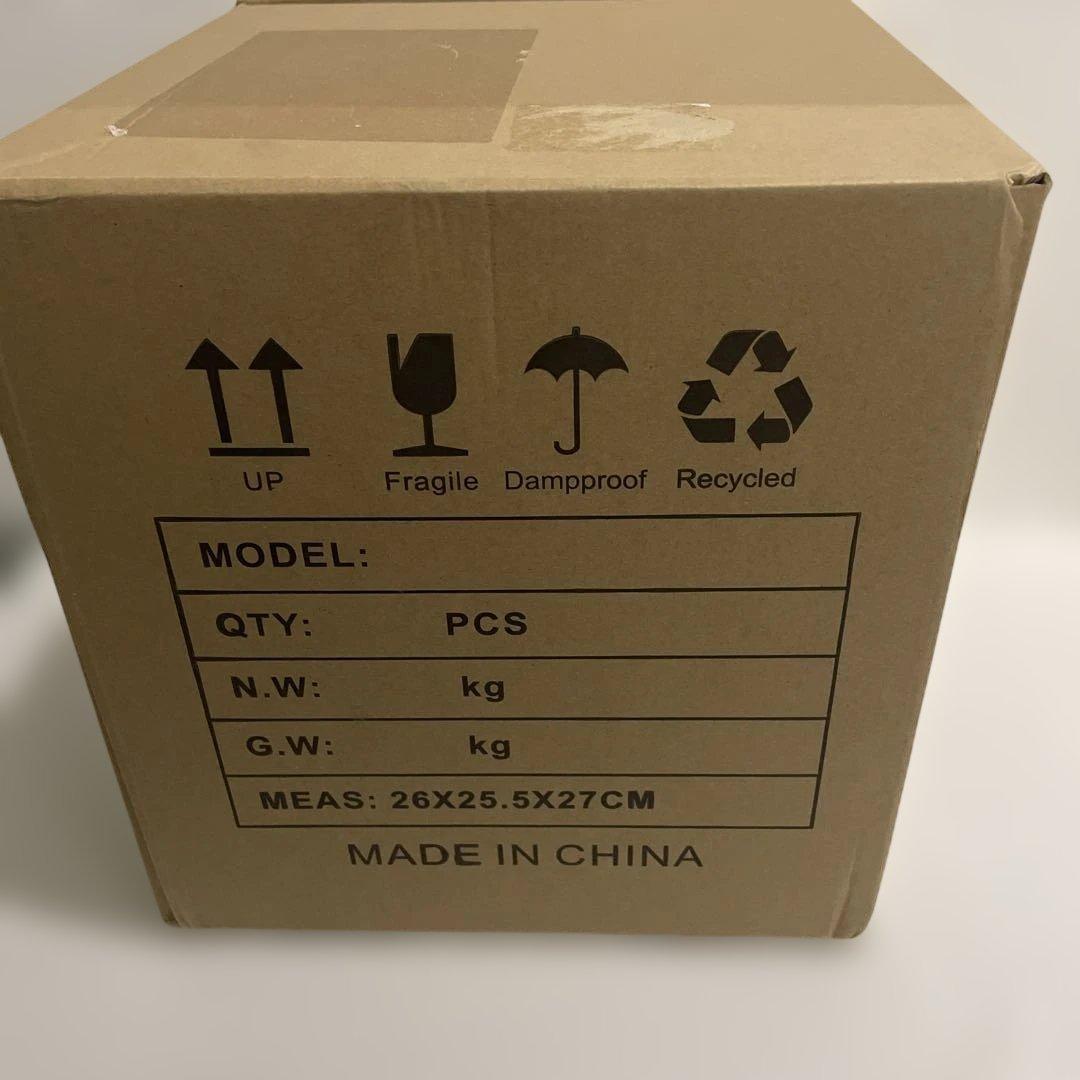 UP Fragile Dampproof Recycled
MODEL:
QTY: PCS
N.W: kg
G.W: kg
MEAS: 26X25.5X27CM
MADE IN CHINA